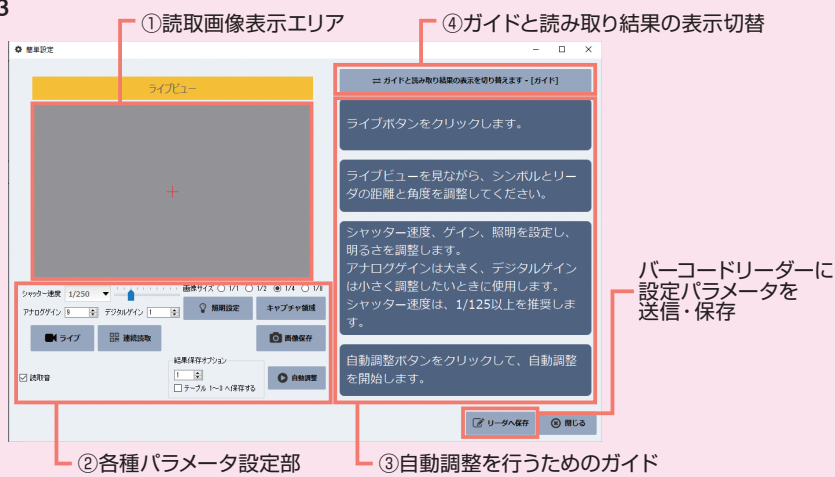 3
①読取画像表示エリア
④ガイドと読み取り結果の表示切替
簡単設定
ライブビュー
ガイドと読み取り結果の表示を切り替えます - [ガイド]
ライブボタンをクリックします。
ライブビューを見ながら、シンボルとリー
ダの距離と角度を調整してください。
シャッター速度、ゲイン、照明を設定し、
明るさを調整します。
アナログゲインは大きく、デジタルゲイン
は小さく調整したいときに使用します。
シャッター速度は、1/125以上を推奨しま
す。
自動調整ボタンをクリックして、自動調整
を開始します。
バーコードリーダーに
設定パラメータを
送信・保存
シャッター速度 1/250 画像サイズ 1/1 1/2 1/4 1/8
アナログゲイン 8 デジタルゲイン 1 照明設定 キャプチャ領域
ライブ 連続読取 画像保存
結果保存オプション
読取音 1 自動調整
テーブル 1～8 へ保存する
リーダへ保存 閉じる
②各種パラメータ設定部
③自動調整を行うためのガイド